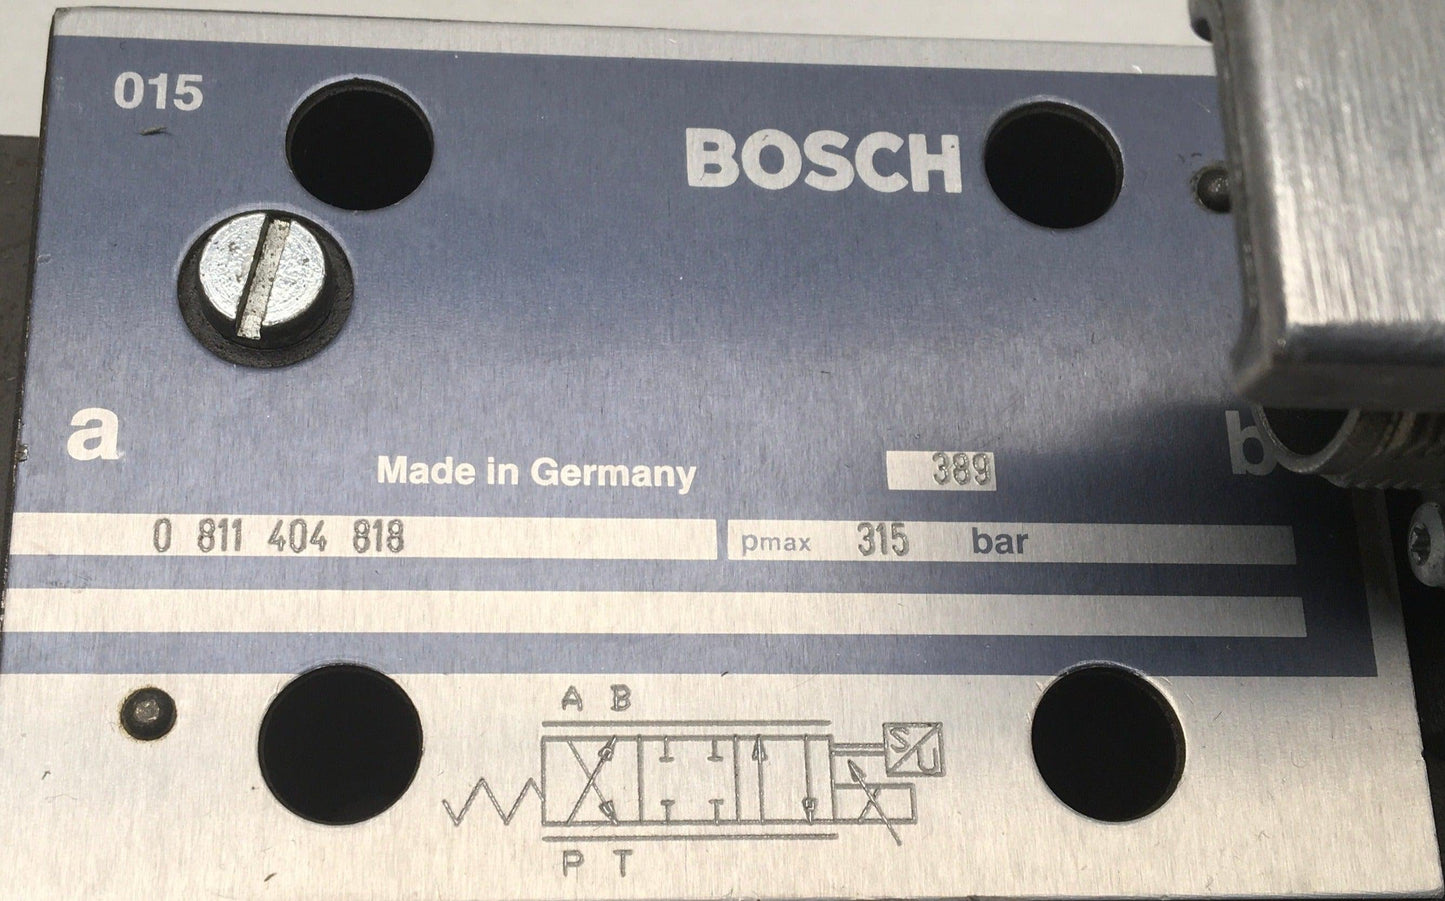 015
BOSCH
a
b
Made in Germany
389
0 811 404 818
pmax 315 bar
A B
S/U
P T